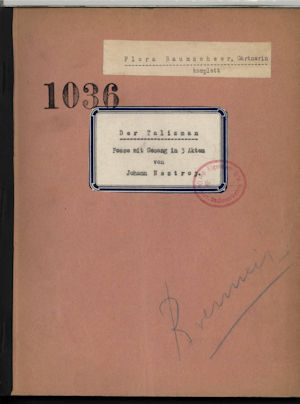 Flora Baumscheer, Gärtnerin
komplett
1036
Der Talisman
Posse mit Gesang in 3 Akten
von
Johann Nestroy.